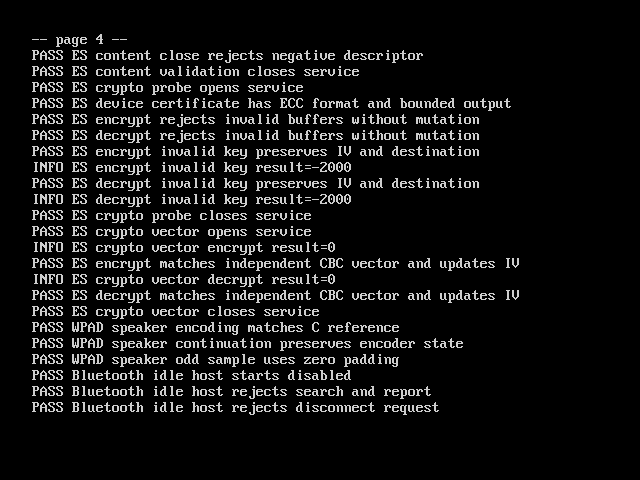 -- page 4 --
PASS ES content close rejects negative descriptor
PASS ES content validation closes service
PASS ES crypto probe opens service
PASS ES device certificate has ECC format and bounded output
PASS ES encrypt rejects invalid buffers without mutation
PASS ES decrypt rejects invalid buffers without mutation
PASS ES encrypt invalid key preserves IV and destination
INFO ES encrypt invalid key result=-2000
PASS ES decrypt invalid key preserves IV and destination
INFO ES decrypt invalid key result=-2000
PASS ES crypto probe closes service
PASS ES crypto vector opens service
INFO ES crypto vector encrypt result=0
PASS ES encrypt matches independent CBC vector and updates IV
INFO ES crypto vector decrypt result=0
PASS ES decrypt matches independent CBC vector and updates IV
PASS ES crypto vector closes service
PASS WPAD speaker encoding matches C reference
PASS WPAD speaker continuation preserves encoder state
PASS WPAD speaker odd sample uses zero padding
PASS Bluetooth idle host starts disabled
PASS Bluetooth idle host rejects search and report
PASS Bluetooth idle host rejects disconnect request